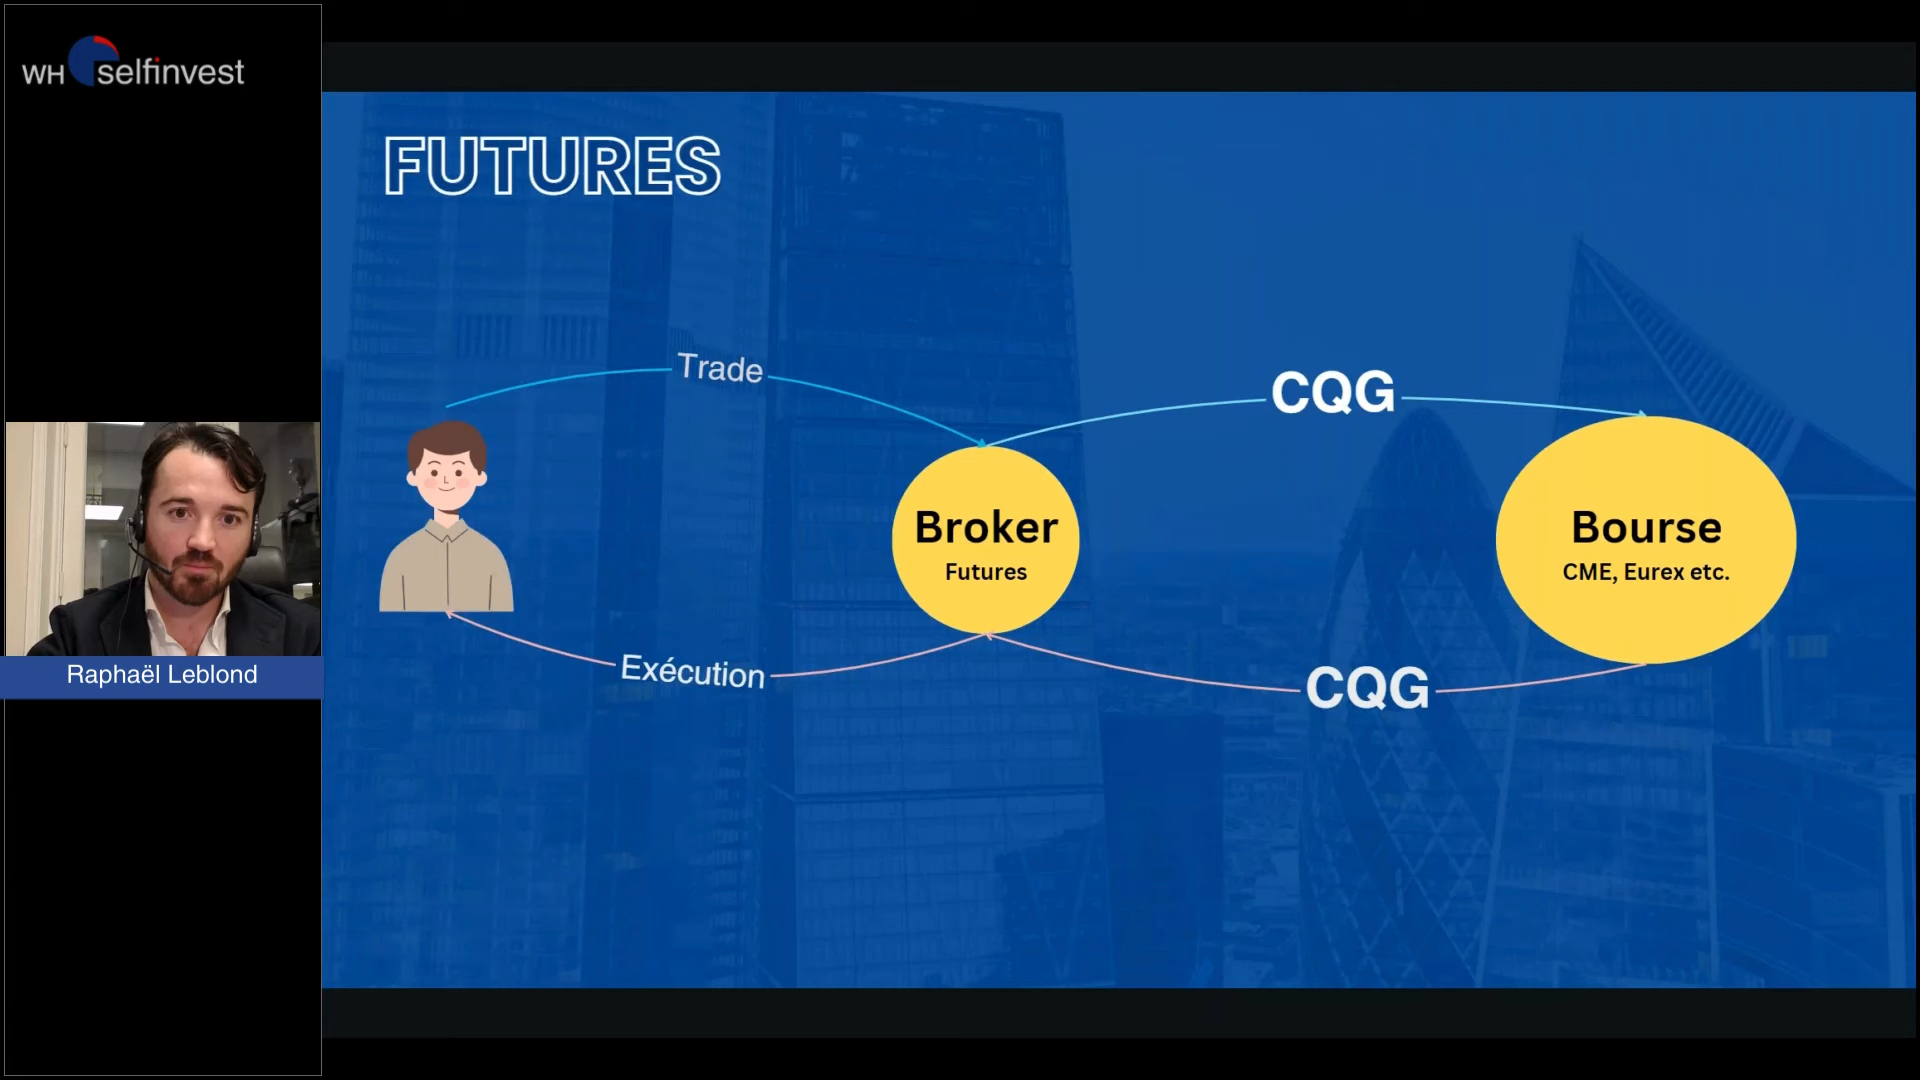 WH selfinvest
FUTURES
Trade
CQG
Broker
Futures
Bourse
CME, Eurex etc.
Exécution
CQG
Raphaël Leblond